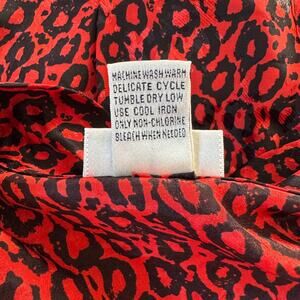 MACHINE WASH WARM
DELICATE CYCLE
TUMBLE DRY LOW
USE COOL IRON
ONLY NON-CHLORINE
BLEACH WHEN NEEDED